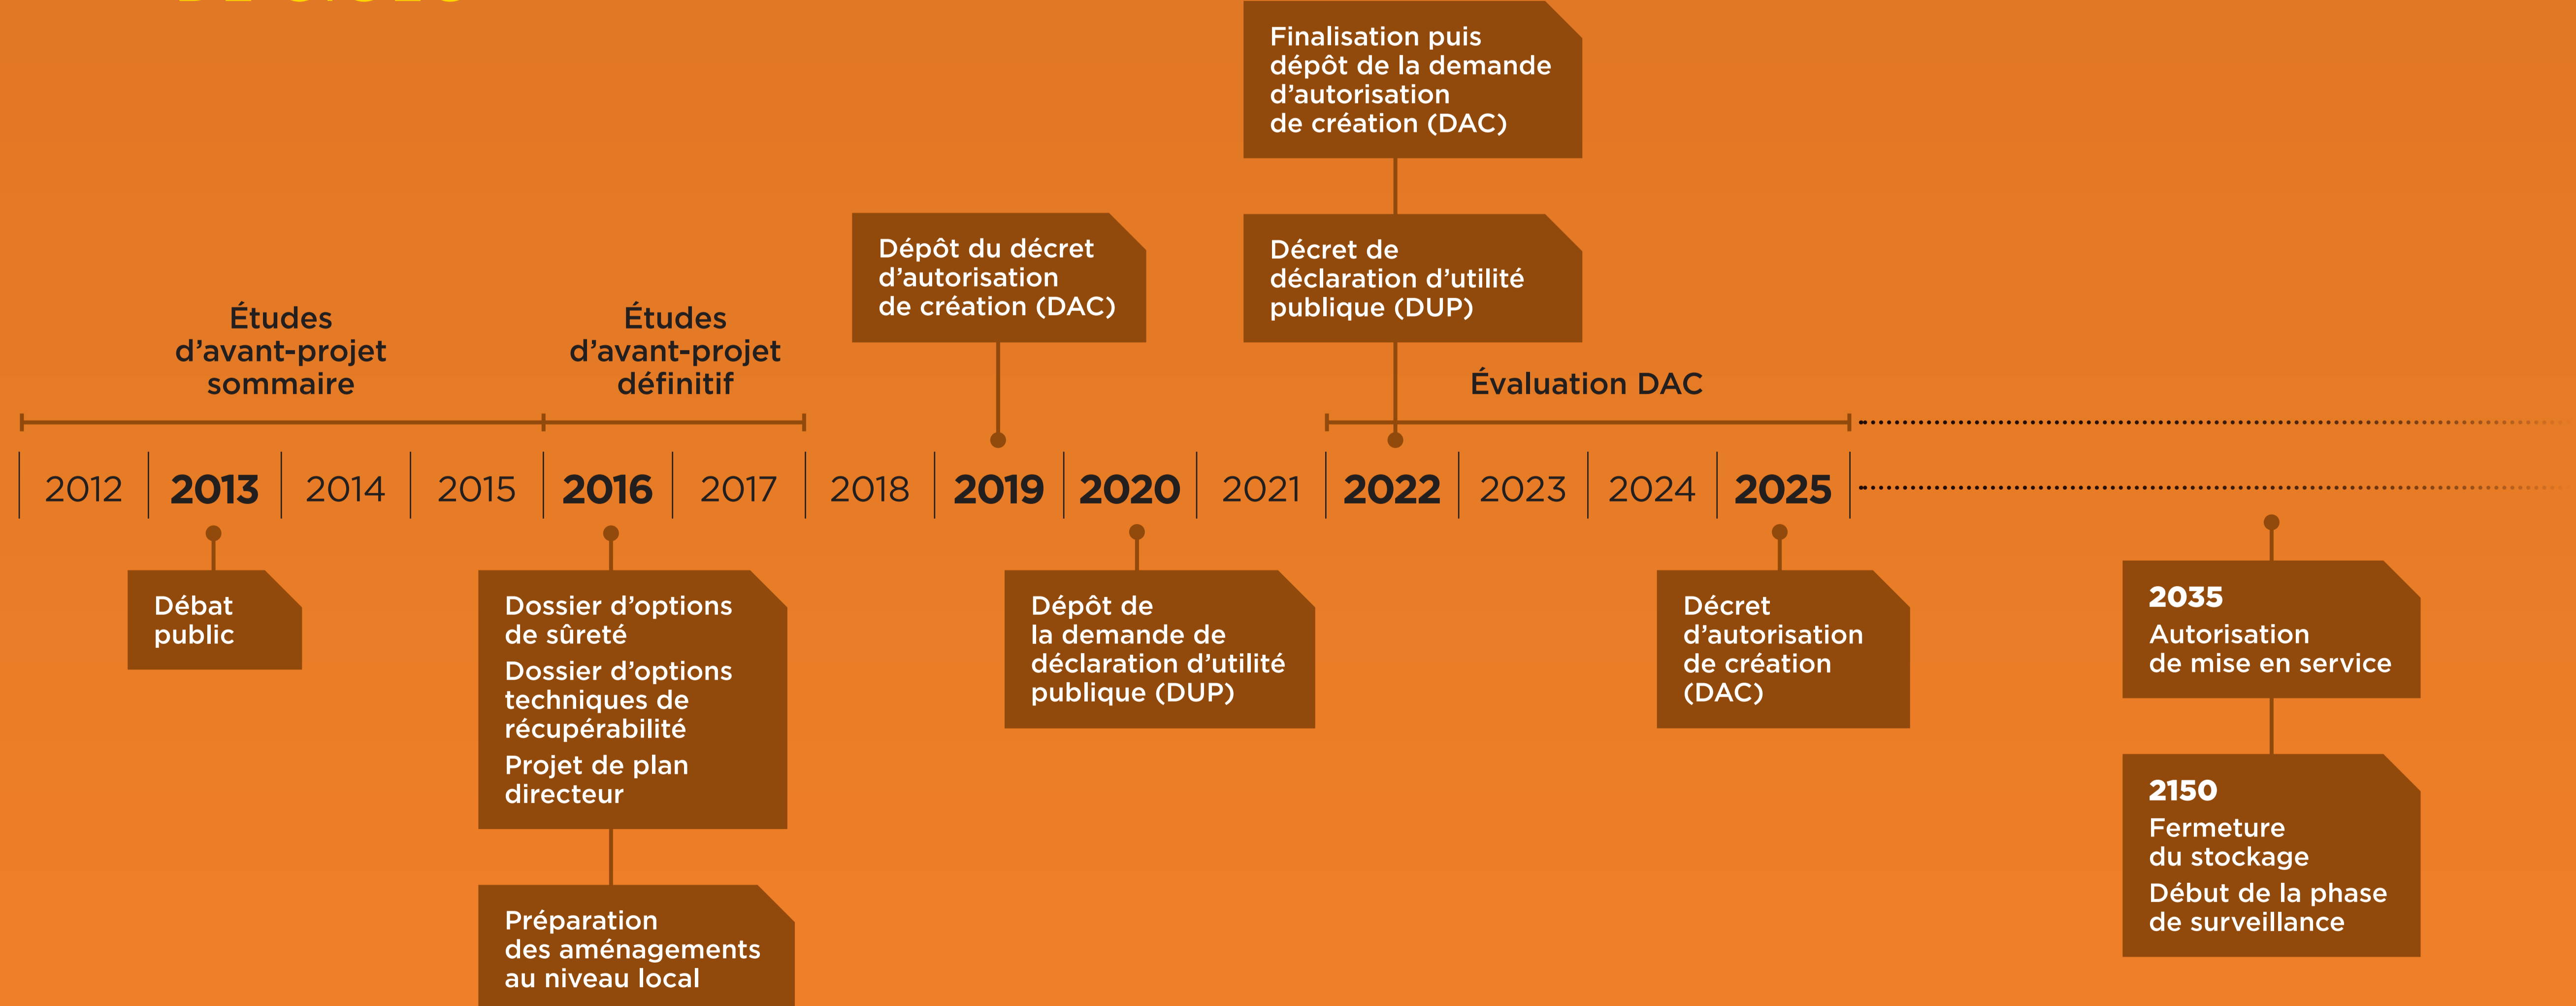 Finalisation puis
dépôt de la demande
d'autorisation
de création (DAC)
Dépôt du décret
d'autorisation
de création (DAC)
Décret de
déclaration d'utilité
publique (DUP)
Études
d'avant-projet
sommaire
Études
d'avant-projet
définitif
Évaluation DAC
2012 2013 2014 2015 2016 2017 2018 2019 2020 2021 2022 2023 2024 2025
Débat
public
Dossier d'options
de sûreté
Dossier d'options
techniques de
récupérabilité
Projet de plan
directeur
Préparation
des aménagements
au niveau local
Dépôt de
la demande de
déclaration d'utilité
publique (DUP)
Décret
d'autorisation
de création
(DAC)
2035
Autorisation
de mise en service
2150
Fermeture
du stockage
Début de la phase
de surveillance